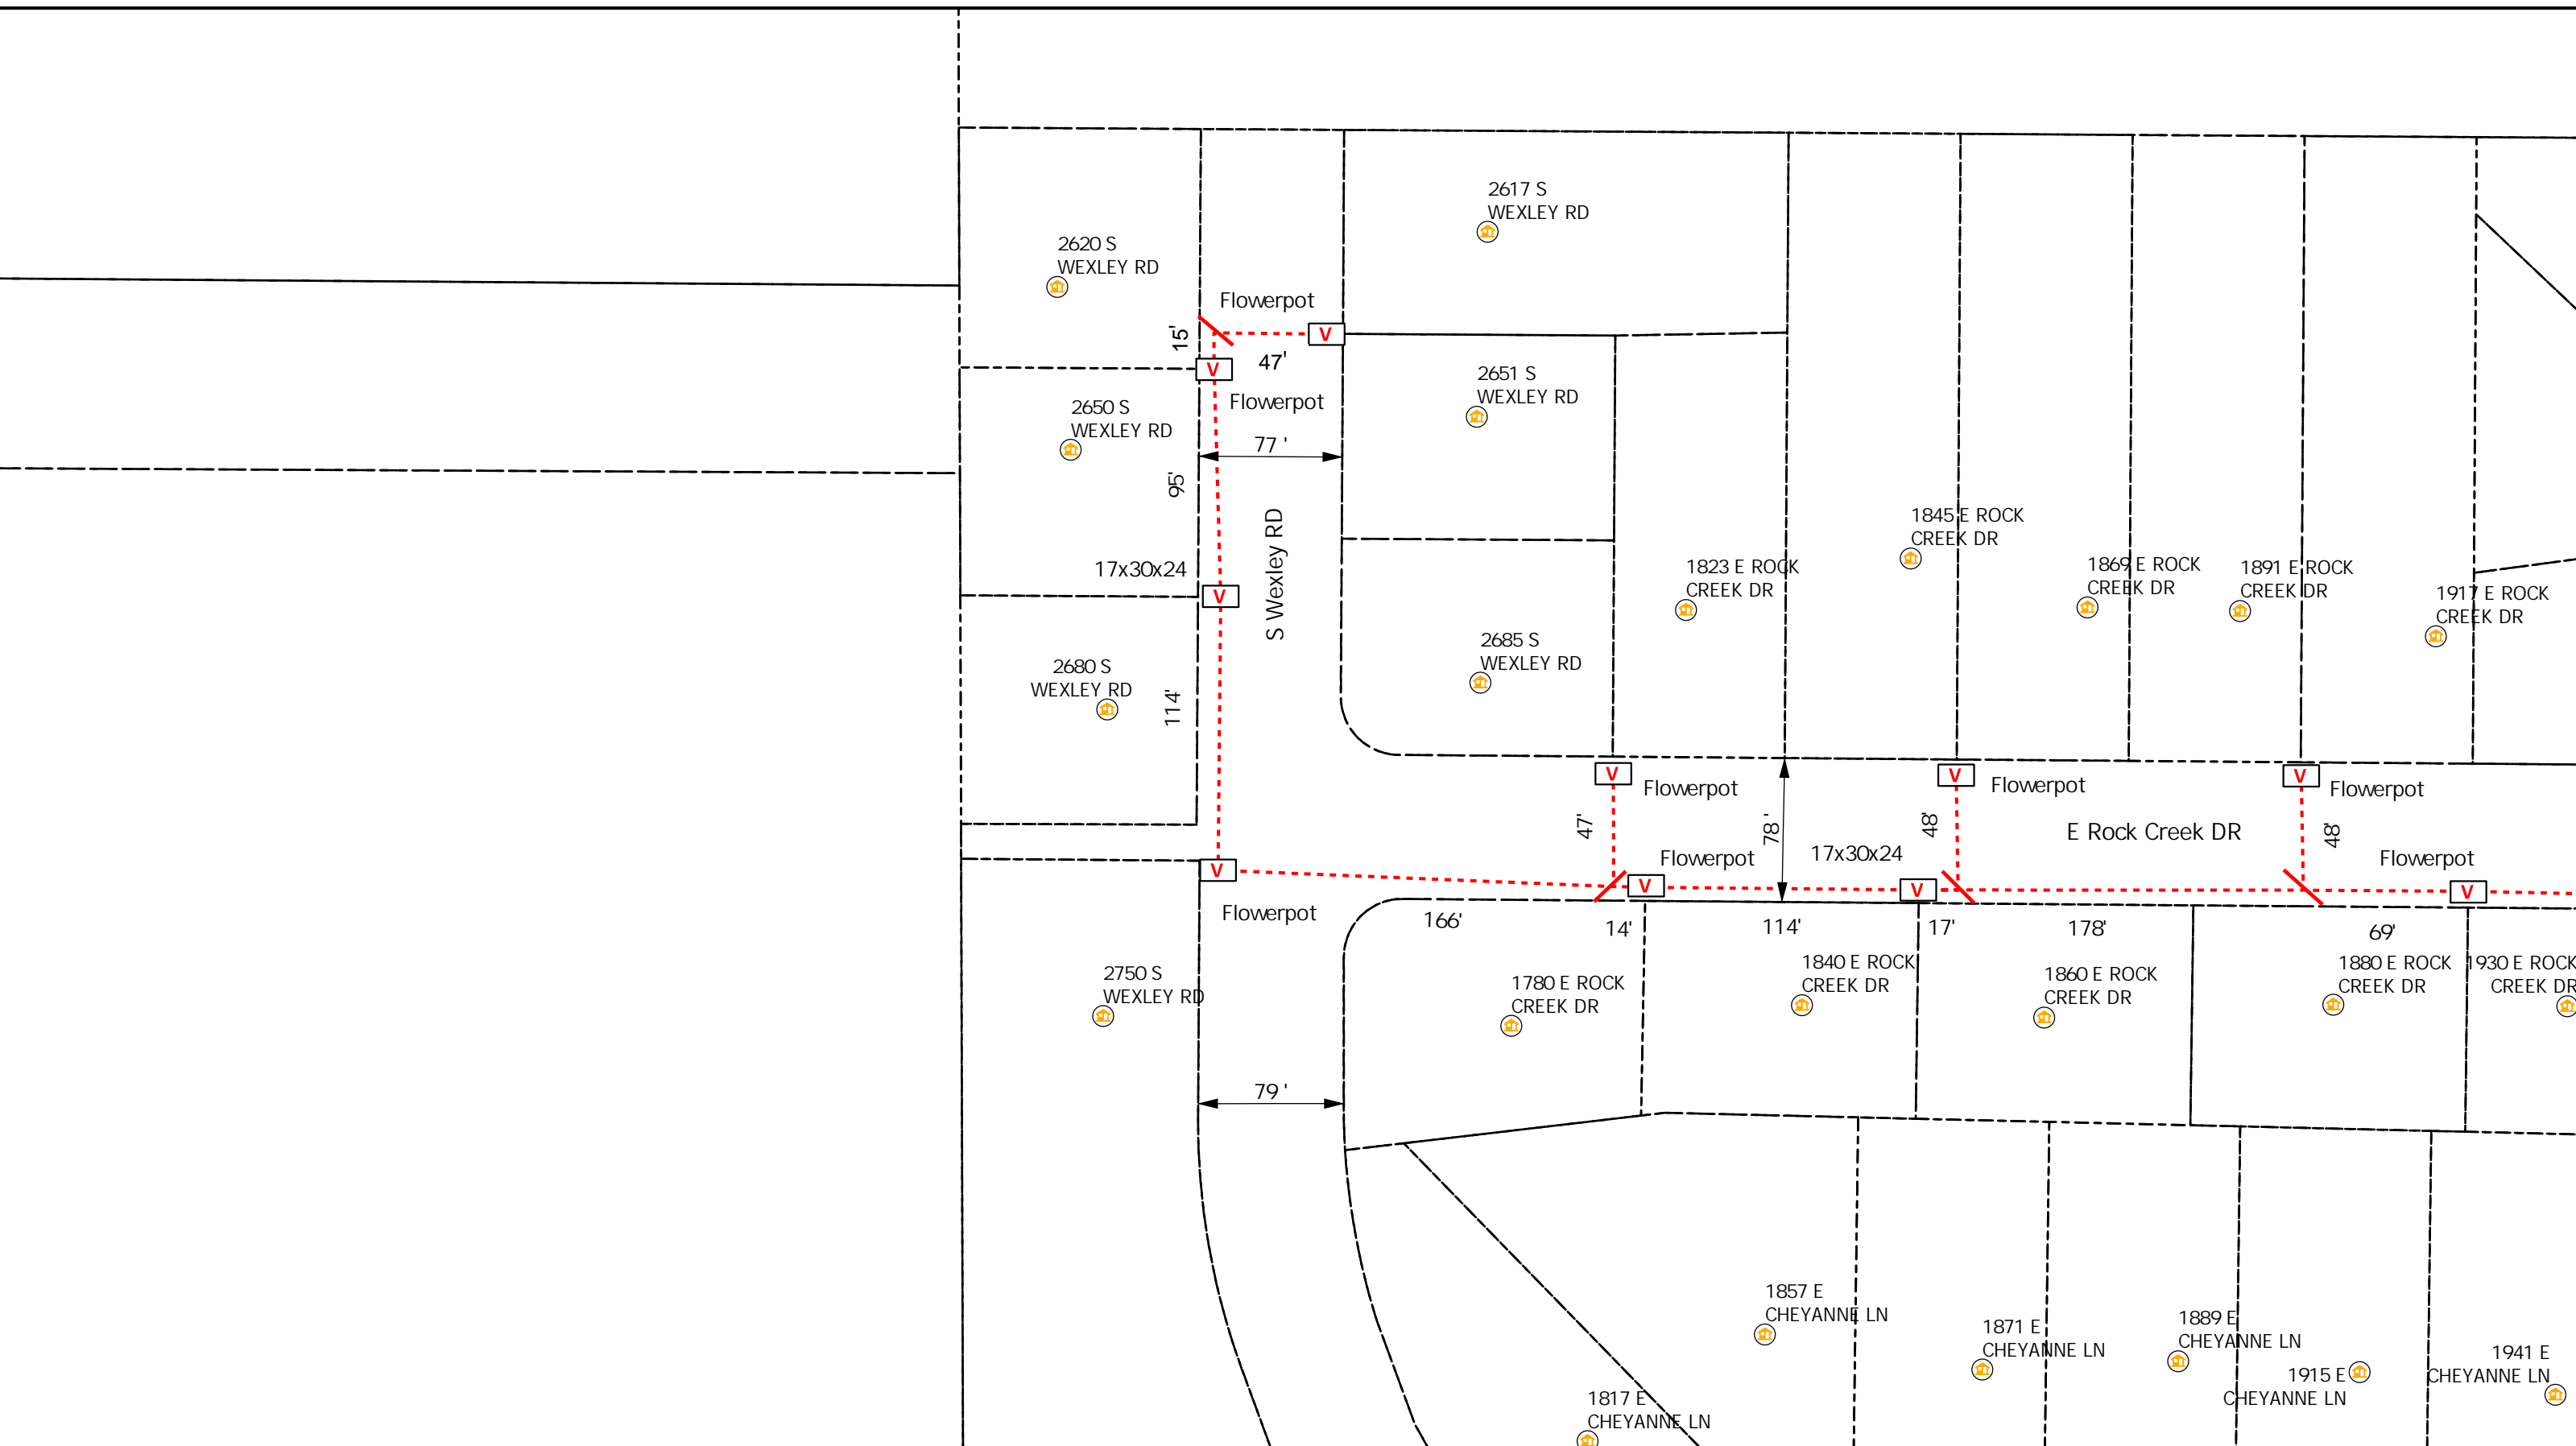 2617 S
WEXLEY RD
2620 S
WEXLEY RD
Flowerpot
V
15'
47'
V
2651 S
WEXLEY RD
Flowerpot
2650 S
WEXLEY RD
77 '
95'
S Wexley RD
1845 E ROCK
CREEK DR
17x30x24
V
1823 E ROCK
CREEK DR
1869 E ROCK
CREEK DR
1891 E ROCK
CREEK DR
1917 E ROCK
CREEK DR
2685 S
WEXLEY RD
2680 S
WEXLEY RD
114'
V
Flowerpot
V
Flowerpot
V
Flowerpot
47'
78 '
48'
E Rock Creek DR
48'
Flowerpot
17x30x24
Flowerpot
V
V
V
V
Flowerpot
166'
14'
114'
17'
178'
69'
2750 S
WEXLEY RD
1780 E ROCK
CREEK DR
1840 E ROCK
CREEK DR
1860 E ROCK
CREEK DR
1880 E ROCK
CREEK DR
1930 E ROCK
CREEK DR
79 '
1857 E
CHEYANNE LN
1871 E
CHEYANNE LN
1889 E
CHEYANNE LN
1915 E
CHEYANNE LN
1941 E
CHEYANNE LN
1817 E
CHEYANNE LN